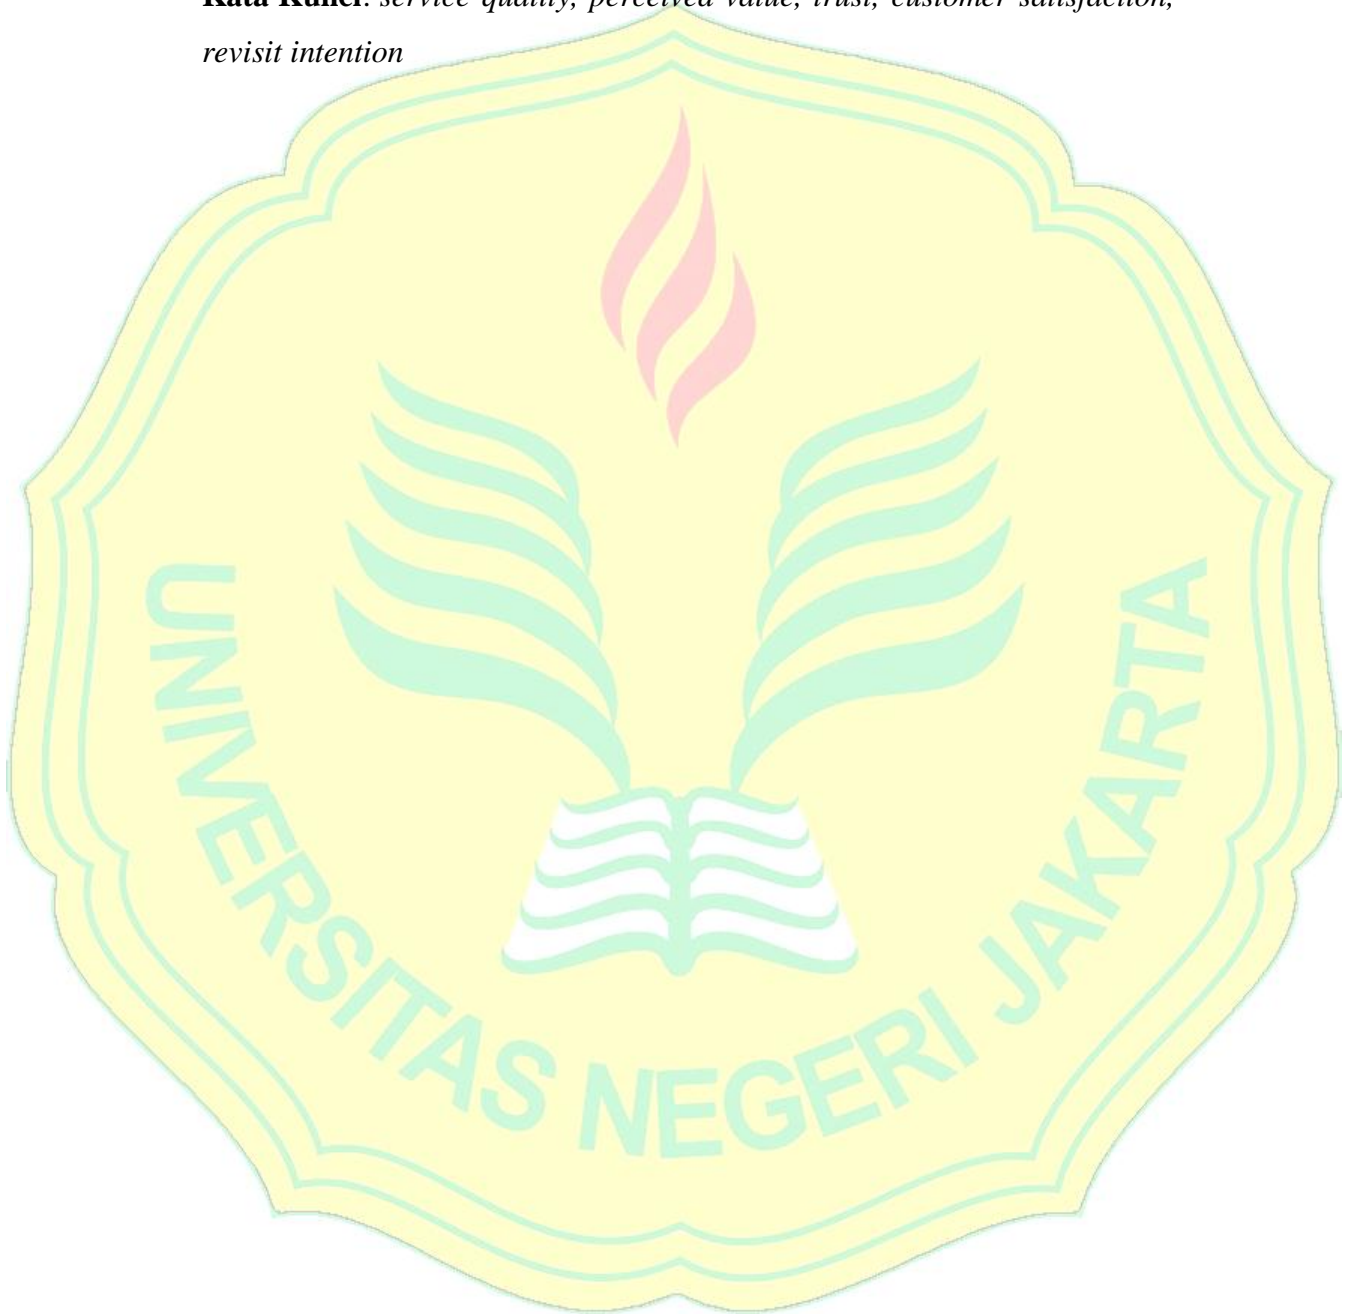 Kata Kunci: service quality, perceived value, trust, customer satisfaction,
revisit intention
UNIVERSITAS NEGERI JAKARTA